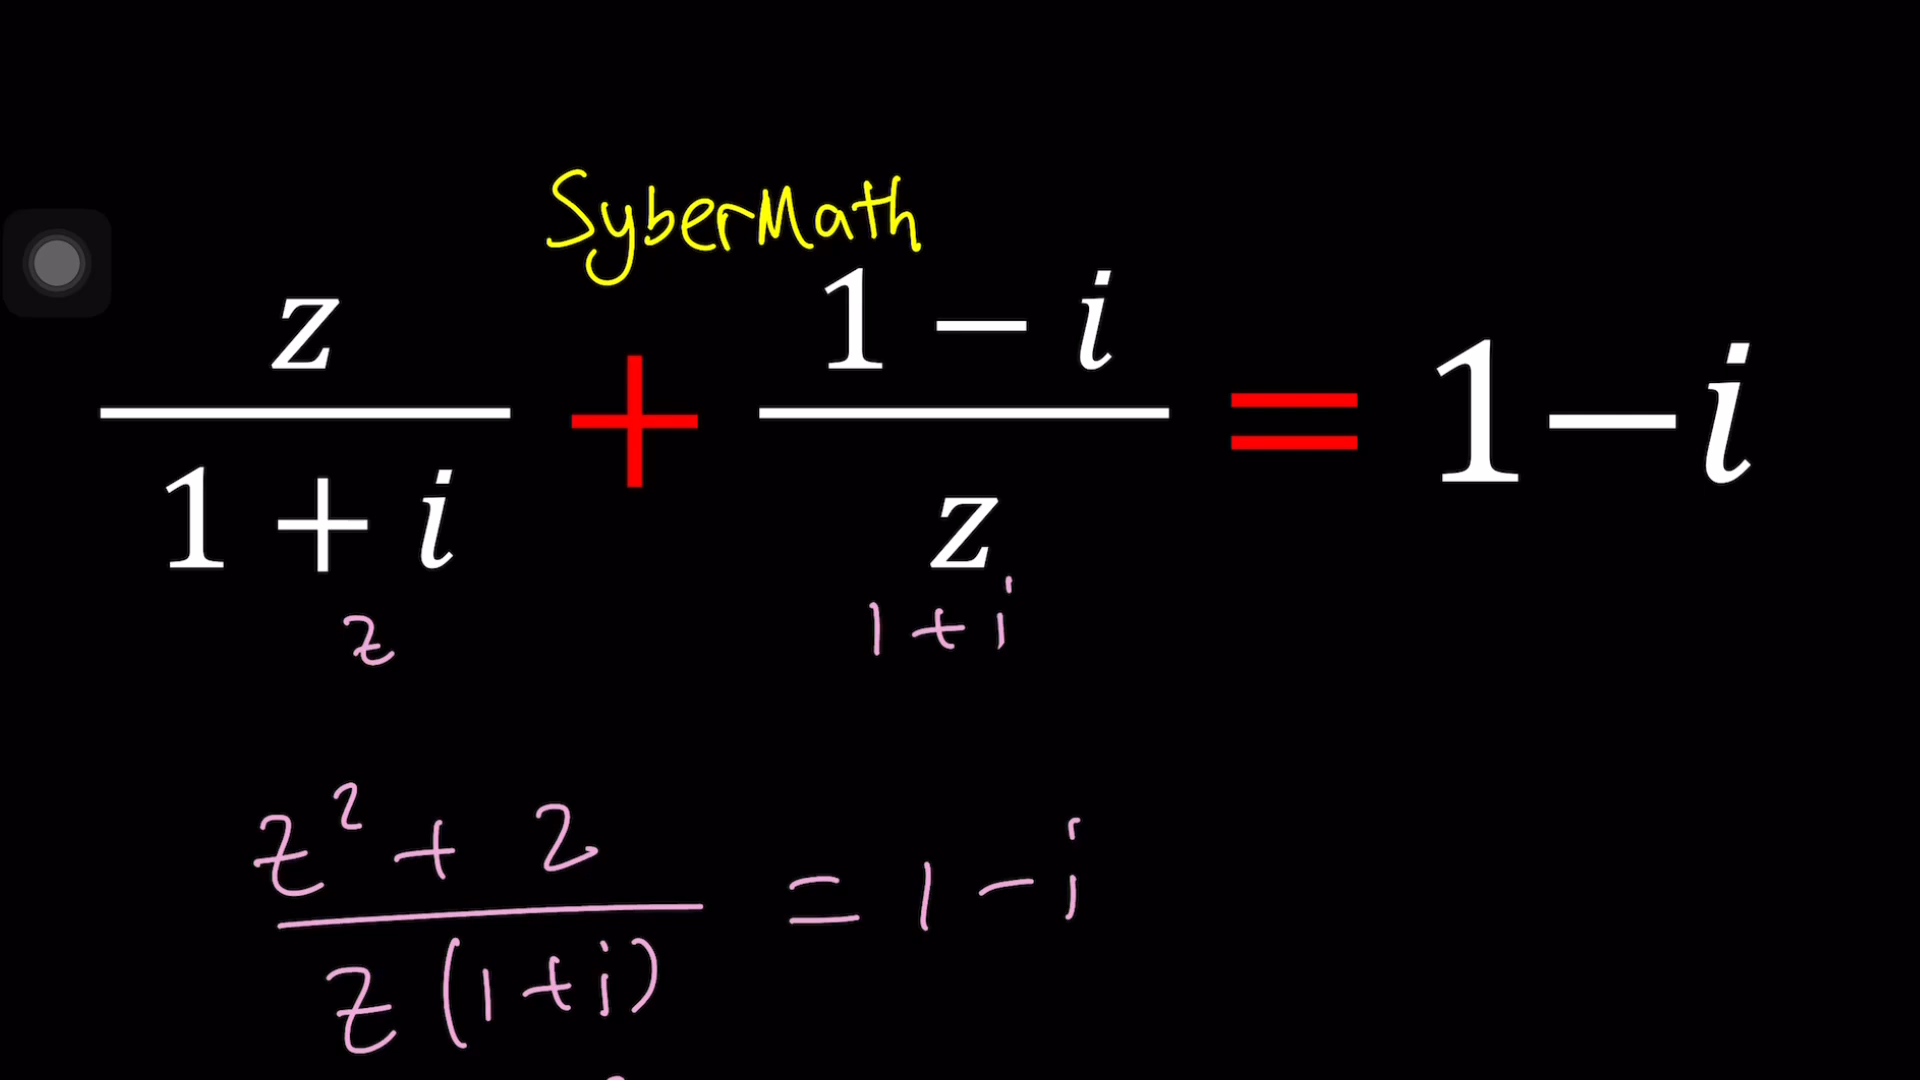 SyberMath
z/(1 + i) + (1 − i)/z = 1−i
z 1+i
(z² + 2)/(z(1+i)) = 1 − i